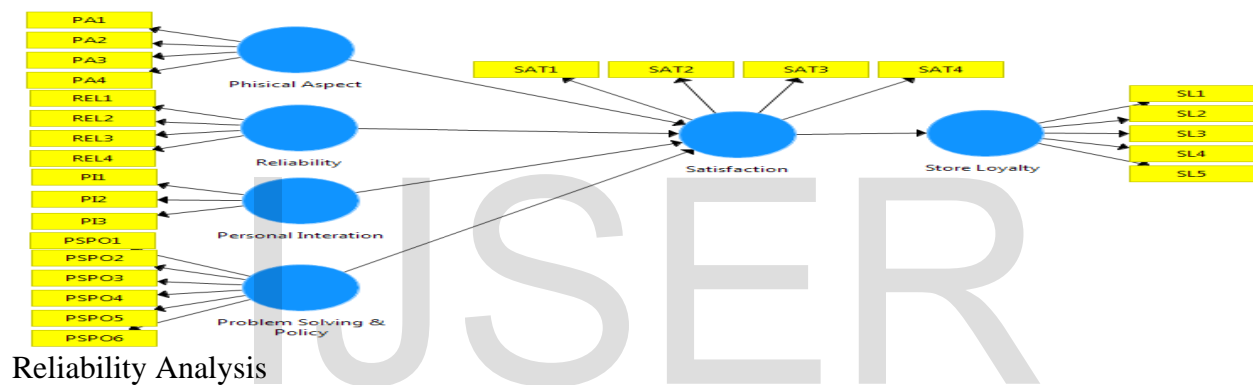 PA1
PA2
PA3
PA4
Phisical Aspect
REL1
REL2
REL3
REL4
Reliability
PI1
PI2
PI3
Personal Interation
PSPO1
PSPO2
PSPO3
PSPO4
PSPO5
PSPO6
Problem Solving &
Policy
SAT1 SAT2 SAT3 SAT4
Satisfaction
Store Loyalty
SL1
SL2
SL3
SL4
SL5
IJSER
Reliability Analysis